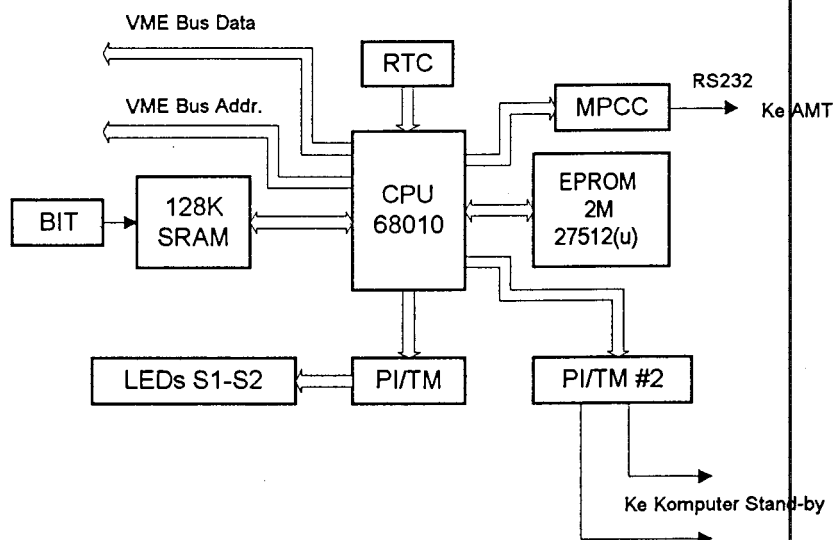 VME Bus Data
RTC
RS232
MPCC
Ke AMT
VME Bus Addr.
CPU
68010
EPROM
2M
27512(u)
BIT
128K
SRAM
LEDs S1-S2
PI/TM
PI/TM #2
Ke Komputer Stand-by